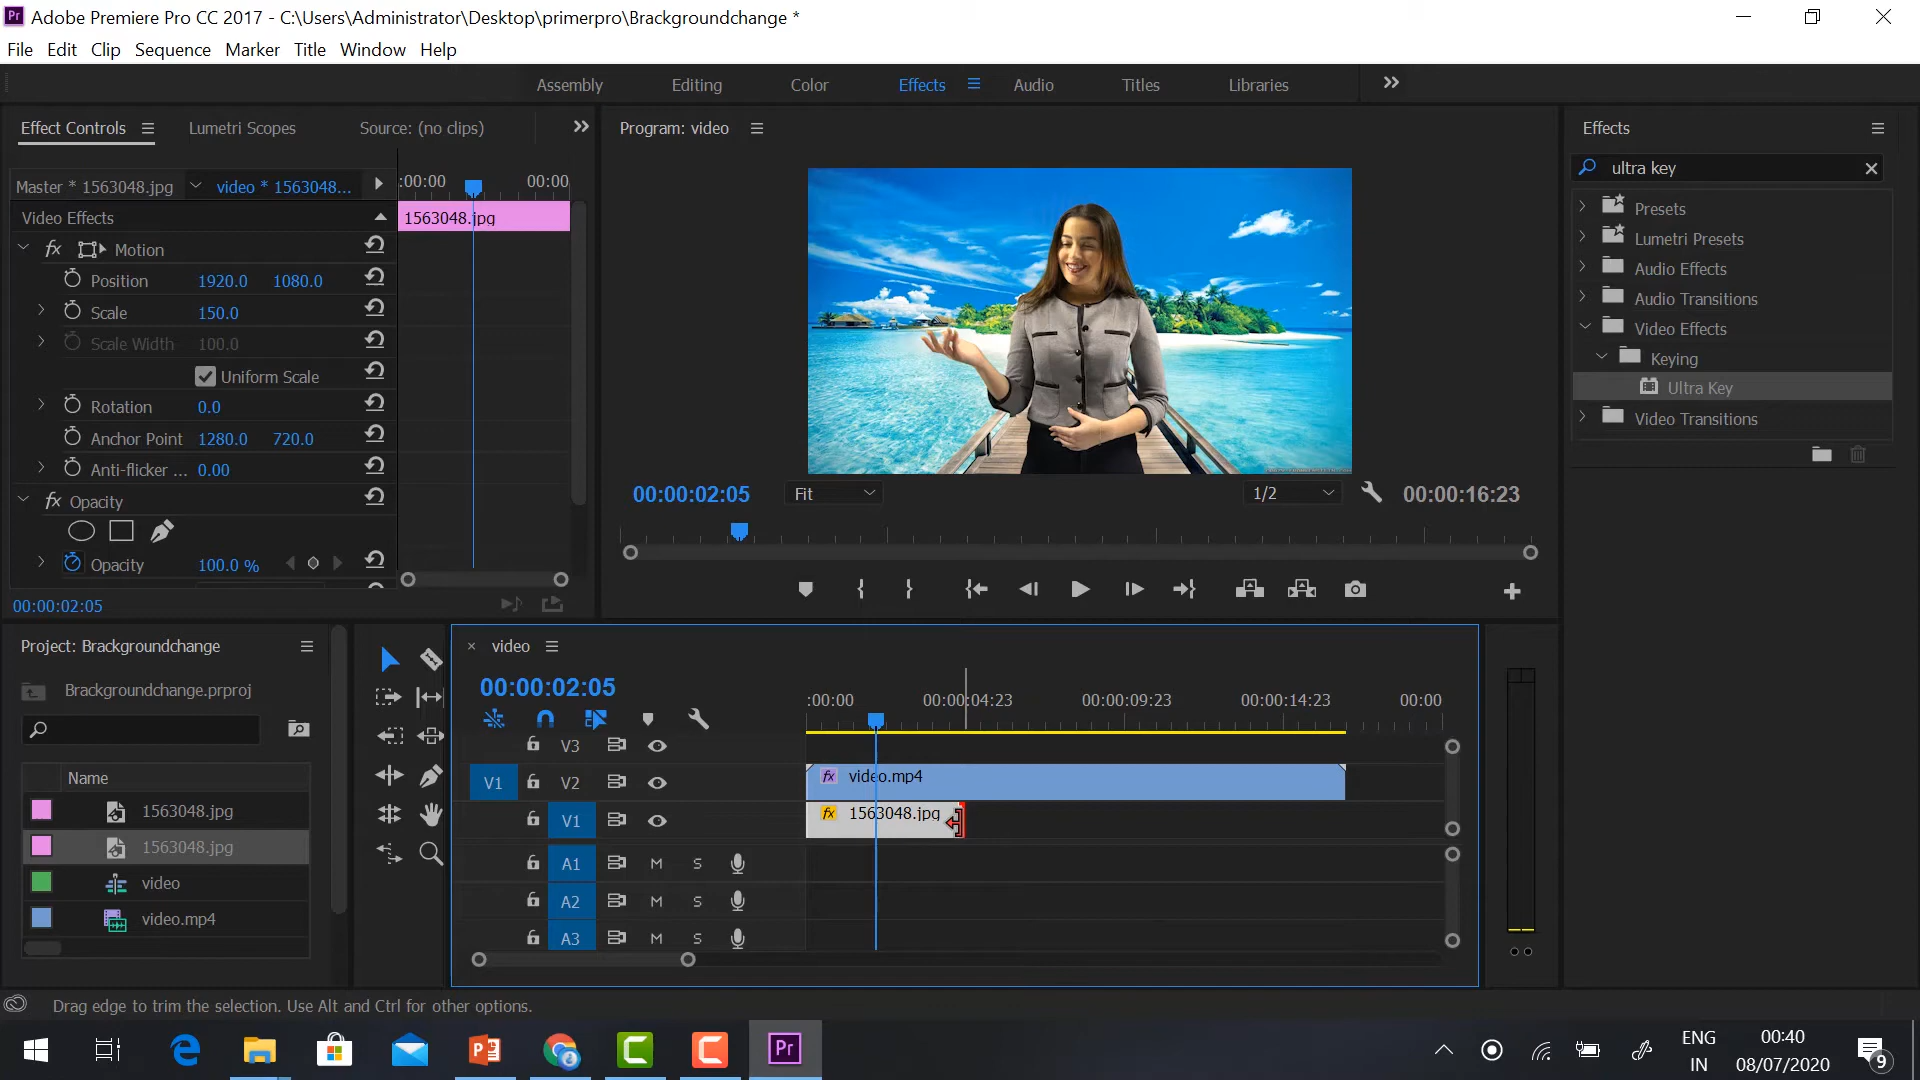 Pr Adobe Premiere Pro CC 2017 - C:\Users\Administrator\Desktop\primerpro\Brackgroundchange *
File Edit Clip Sequence Marker Title Window Help
Assembly Editing Color Effects Audio Titles Libraries
Effect Controls Lumetri Scopes Source: (no clips) Program: video Effects
ultra key
Master * 1563048.jpg video * 1563048... :00:00 00:00
Video Effects 1563048.jpg
Presets
fx Motion Lumetri Presets
Position 1920.0 1080.0 Audio Effects
Scale 150.0 Audio Transitions
Scale Width 100.0 Video Effects
Uniform Scale Keying
Rotation 0.0 Ultra Key
Anchor Point 1280.0 720.0 Video Transitions
Anti-flicker ... 0.00
fx Opacity 00:00:02:05 Fit 1/2 00:00:16:23
Opacity 100.0 %
00:00:02:05
Project: Brackgroundchange
Brackgroundchange.prproj
Name
1563048.jpg
1563048.jpg
video
video.mp4
× video
00:00:02:05 :00:00 00:00:04:23 00:00:09:23 00:00:14:23 00:00
V3
V1 V2 fx video.mp4
V1 fx 1563048.jpg
A1 M S
A2 M S
A3 M S
Drag edge to trim the selection. Use Alt and Ctrl for other options.
Pr ENG 00:40
IN 08/07/2020 9